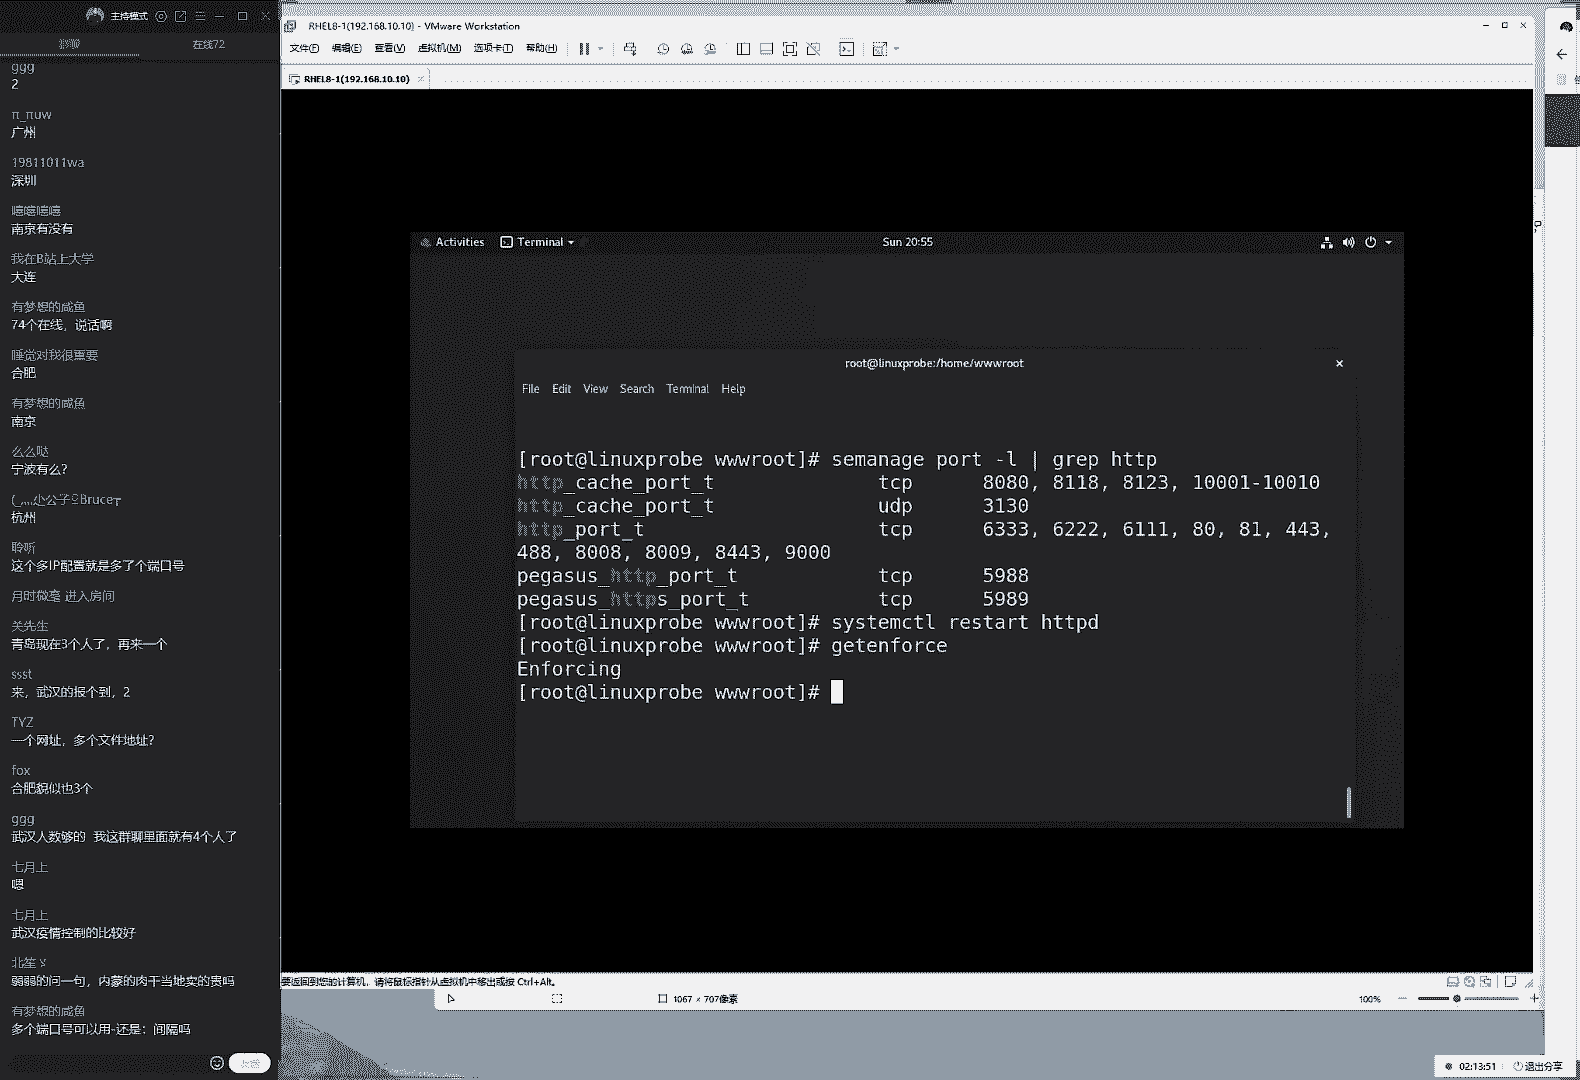 主持模式
在线72
ggg
2
π_πuw
广州
19811011wa
深圳
嘻嘻嘻嘻
南京有没有
我在B站上大学
大连
有梦想的咸鱼
74个在线，说话啊
睡觉对我很重要
合肥
有梦想的咸鱼
南京
么么哒
宁波有么?
杭州
聆听
这个多IP配置就是多了个端口号
进入房间
关先生
青岛现在3个人了，再来一个
ssst
来，武汉的报个到，2
TYZ
一个网址，多个文件地址?
fox
合肥貌似也3个
ggg
武汉人数够的 我这群聊里面就有4个人了
七月上
嗯
七月上
武汉疫情控制的比较好
弱弱的问一句，内蒙的肉干当地卖的贵吗
有梦想的咸鱼
多个端口号可以用-还是：间隔吗
RHEL8-1(192.168.10.10) - VMware Workstation
文件(F) 编辑(E) 查看(V) 虚拟机(M) 选项卡(T) 帮助(H)
RHEL8-1(192.168.10.10)
Activities Terminal Sun 20:55
root@linuxprobe:/home/wwwroot
File Edit View Search Terminal Help
[root@linuxprobe wwwroot]# semanage port -l | grep http
http_cache_port_t tcp 8080, 8118, 8123, 10001-10010
http_cache_port_t udp 3130
http_port_t tcp 6333, 6222, 6111, 80, 81, 443,
488, 8008, 8009, 8443, 9000
pegasus_http_port_t tcp 5988
pegasus_https_port_t tcp 5989
[root@linuxprobe wwwroot]# systemctl restart httpd
[root@linuxprobe wwwroot]# getenforce
Enforcing
[root@linuxprobe wwwroot]#
要返回到您的计算机，请将鼠标指针从虚拟机中移出或按 Ctrl+Alt。
1067 × 707像素
100%
02:13:51
退出分享